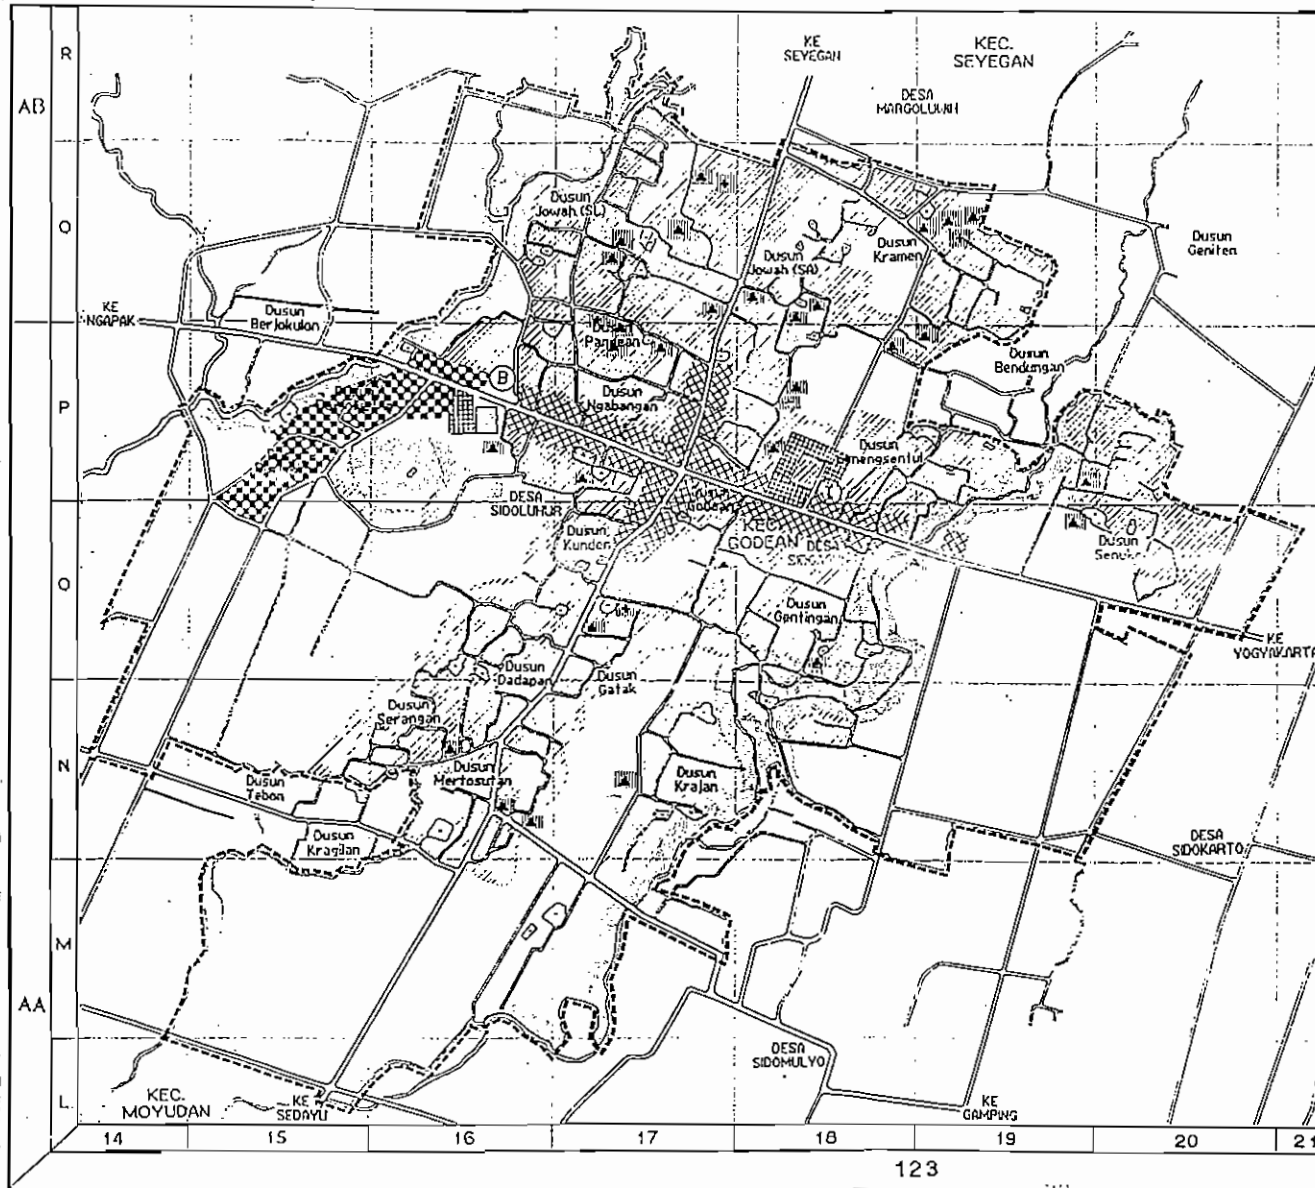 R
KE
SEYEGAN
KEC.
SEYEGAN
AB
DESA
MARGOLUWIH
Dusun
Jowah (SL)
O
Dusun
Kramen
Dusun
Geniten
Dusun
Jowah (SA)
KE
NGAPAK
Dusun
Berjokulon
Dusun
Pandean
Dusun
Bendungan
B
P
Dusun
Ngabangan
Dusun
DESA
SIDOLUHUR
Godean
KEC.
GODEAN
DESA
Dusun
Kunden
Dusun
Q
Dusun
Gentingan
KE
YOGYAKARTA
Dusun
Dadapan
Dusun
Gatak
Dusun
Serangan
N
Dusun
Tebon
Dusun
Mertosutan
Dusun
Krajan
Dusun
Kragilan
DESA
SIDOKARTO
M
AA
DESA
SIDOMULYO
KEC.
MOYUDAN
KE
SEDAYU
KE
GAMPING
L
14
15
16
17
18
19
20
21
123